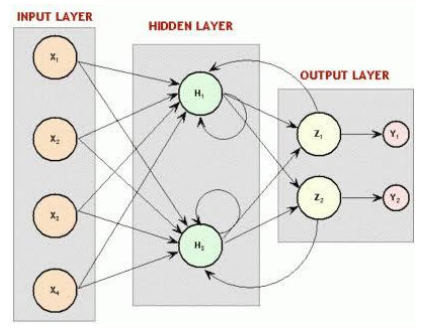 INPUT LAYER
HIDDEN LAYER
OUTPUT LAYER
X₁
X₂
X₃
X₄
H₁
H₂
Z₁
Z₂
Y₁
Y₂